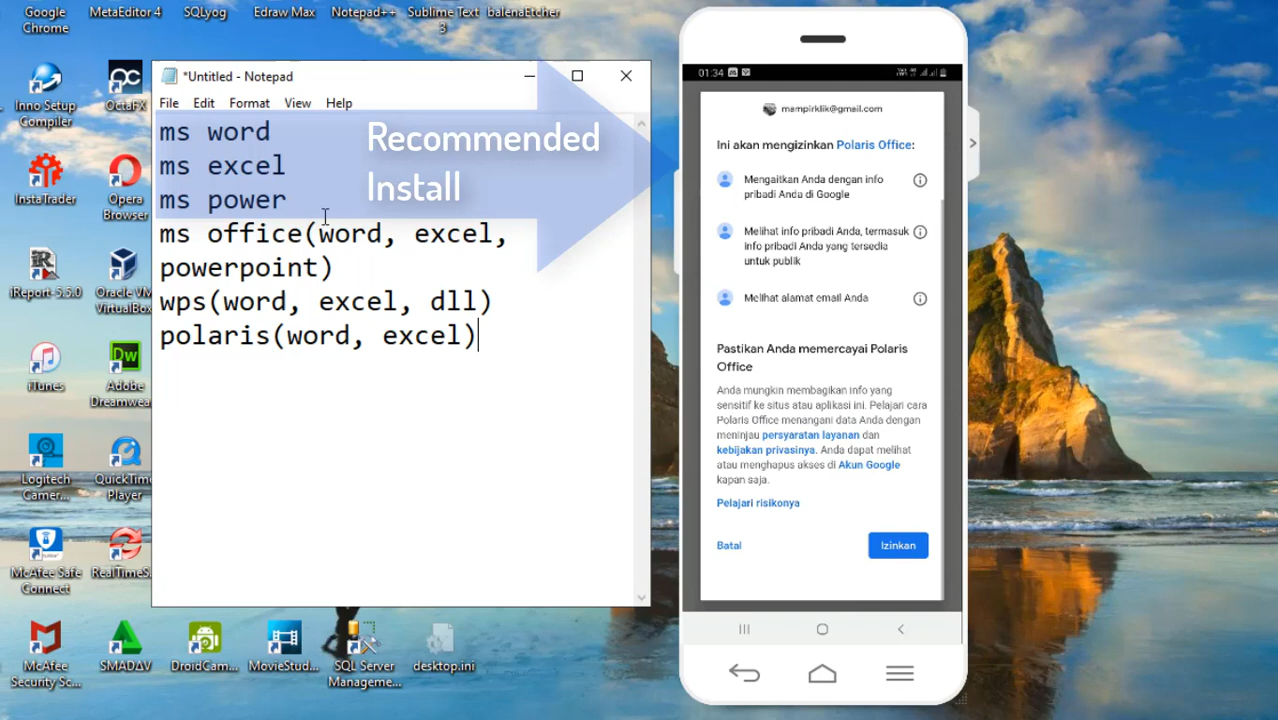 Google
Chrome
MetaEditor 4
SQLyog
Edraw Max
Notepad++
Sublime Text
3
balenaEtcher
Inno Setup
Compiler
OctaFX
InstaTrader
Opera
Browser
iReport-5.5.0
Oracle VM
VirtualBox
iTunes
Dw
Adobe
Dreamweav
Logitech
Camer...
QuickTime
Player
McAfee Safe
Connect
RealTimeS...
McAfee
Security Sc...
SMADΔV
DroidCam...
MovieStud...
SQL Server
Manageme...
desktop.ini
*Untitled - Notepad
File Edit Format View Help
ms word
ms excel
ms power
ms office(word, excel,
powerpoint)
wps(word, excel, dll)
polaris(word, excel)
Recommended
Install
01:34
mampirklik@gmail.com
Ini akan mengizinkan Polaris Office:
Mengaitkan Anda dengan info
pribadi Anda di Google
Melihat info pribadi Anda, termasuk
info pribadi Anda yang tersedia
untuk publik
Melihat alamat email Anda
Pastikan Anda memercayai Polaris
Office
Anda mungkin membagikan info yang
sensitif ke situs atau aplikasi ini. Pelajari cara
Polaris Office menangani data Anda dengan
meninjau persyaratan layanan dan
kebijakan privasinya. Anda dapat melihat
atau menghapus akses di Akun Google
kapan saja.
Pelajari risikonya
Batal
Izinkan